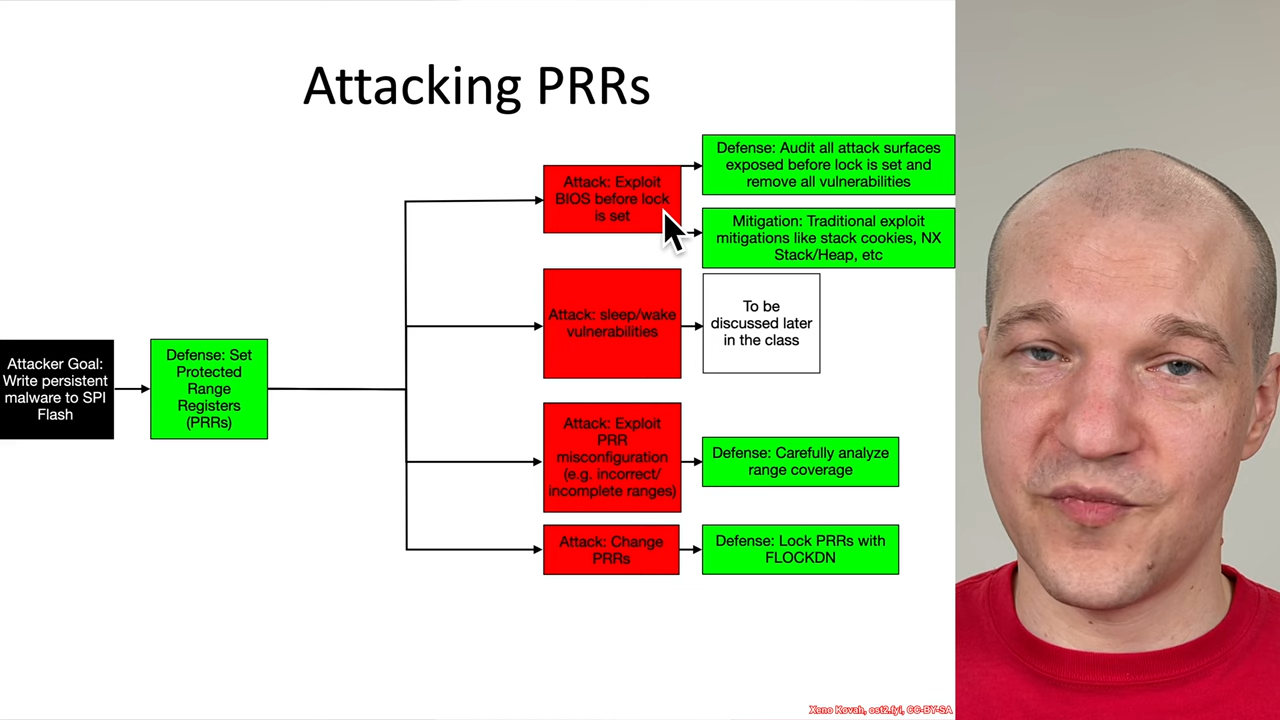 Attacking PRRs
Attacker Goal:
Write persistent
malware to SPI
Flash
Defense: Set
Protected
Range
Registers
(PRRs)
Attack: Exploit
BIOS before lock
is set
Defense: Audit all attack surfaces
exposed before lock is set and
remove all vulnerabilities
Mitigation: Traditional exploit
mitigations like stack cookies, NX
Stack/Heap, etc
Attack: sleep/wake
vulnerabilities
To be
discussed later
in the class
Attack: Exploit
PRR
misconfiguration
(e.g. incorrect/
incomplete ranges)
Defense: Carefully analyze
range coverage
Attack: Change
PRRs
Defense: Lock PRRs with
FLOCKDN
Xeno Kovah, ost2.fyi, CC-BY-SA